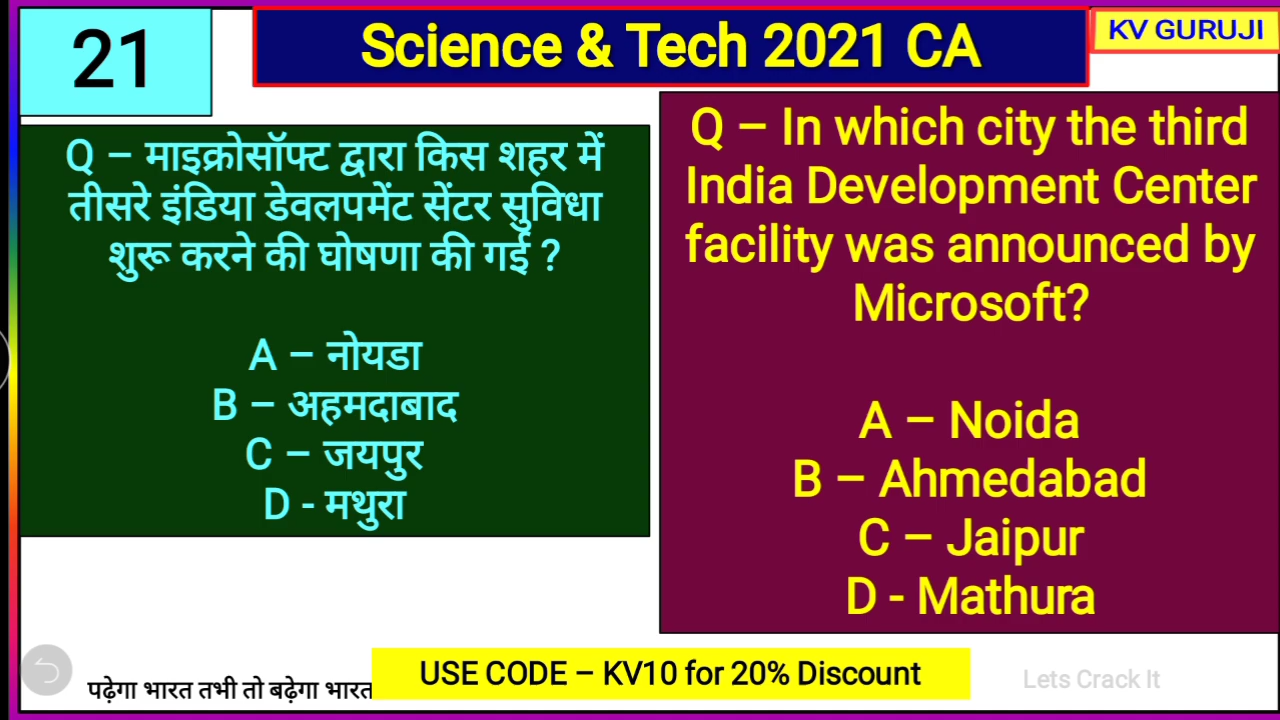 21
Science & Tech 2021 CA
KV GURUJI
Q – माइक्रोसॉफ्ट द्वारा किस शहर में
तीसरे इंडिया डेवलपमेंट सेंटर सुविधा
शुरू करने की घोषणा की गई ?
A – नोयडा
B – अहमदाबाद
C – जयपुर
D - मथुरा
Q – In which city the third
India Development Center
facility was announced by
Microsoft?
A – Noida
B – Ahmedabad
C – Jaipur
D - Mathura
पढ़ेगा भारत तभी तो बढ़ेगा भारत
USE CODE – KV10 for 20% Discount
Lets Crack It